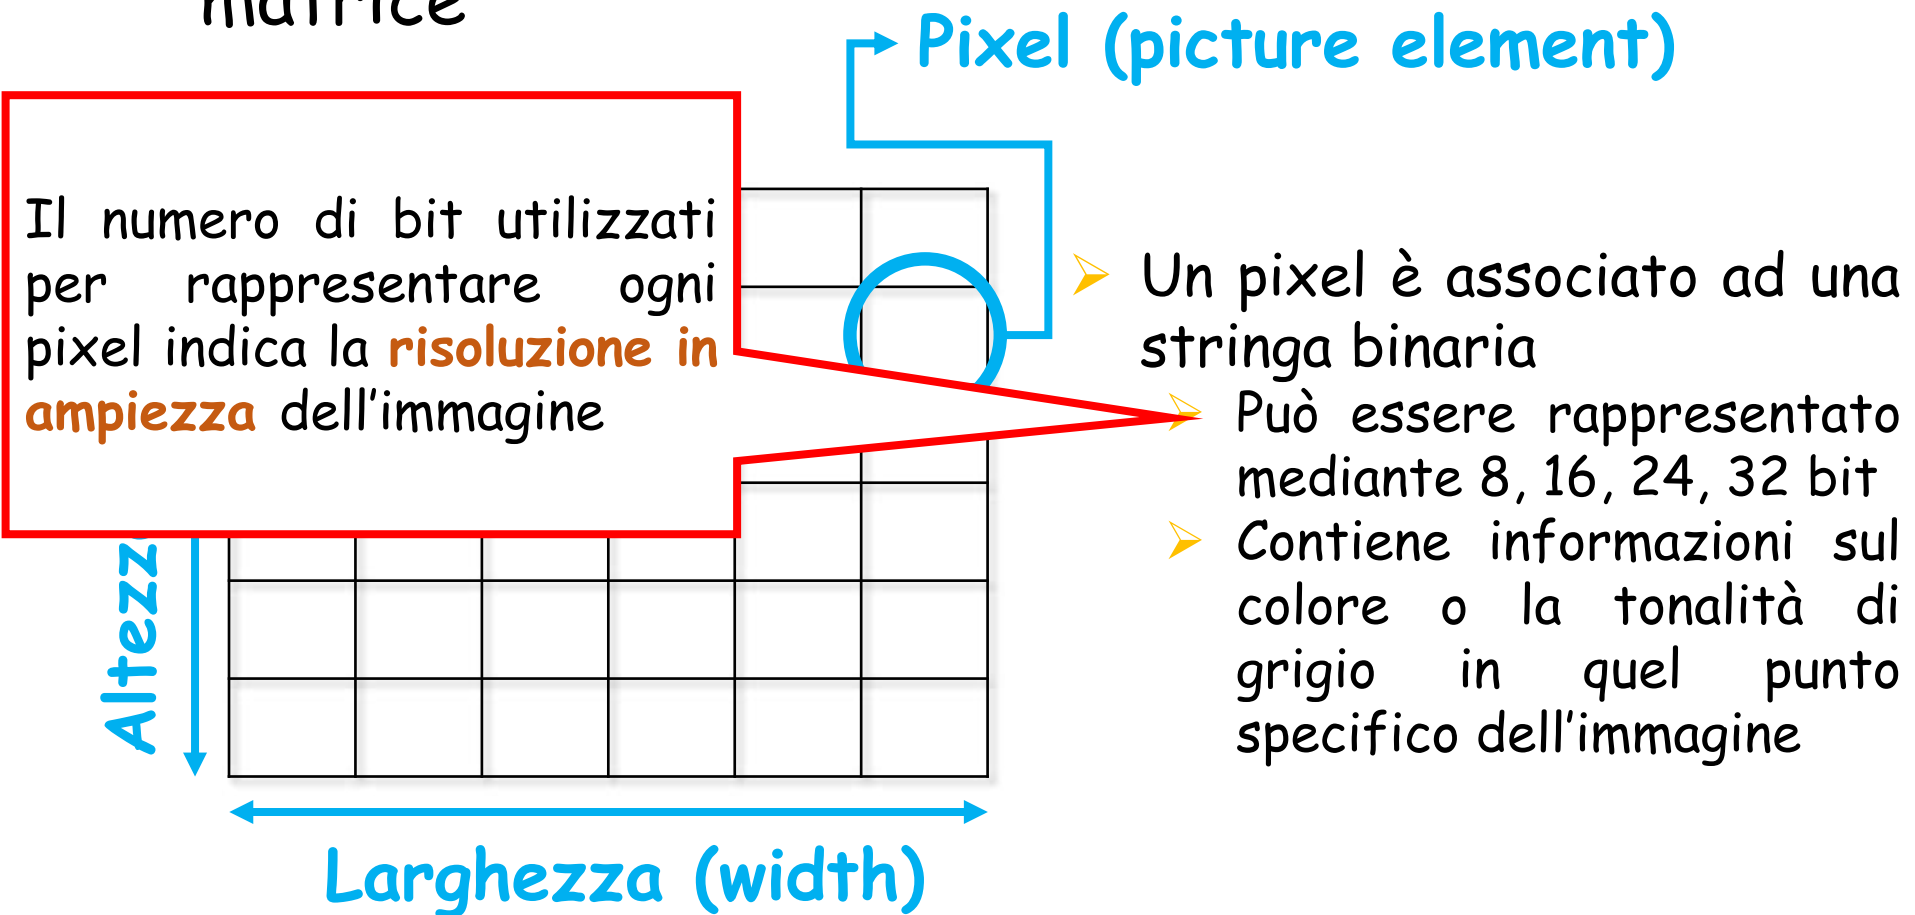 matrice
Pixel (picture element)
Il numero di bit utilizzati
per rappresentare ogni
pixel indica la risoluzione in
ampiezza dell'immagine
Un pixel è associato ad una
stringa binaria
Può essere rappresentato
mediante 8, 16, 24, 32 bit
Contiene informazioni sul
colore o la tonalità di
grigio in quel punto
specifico dell'immagine
Larghezza (width)